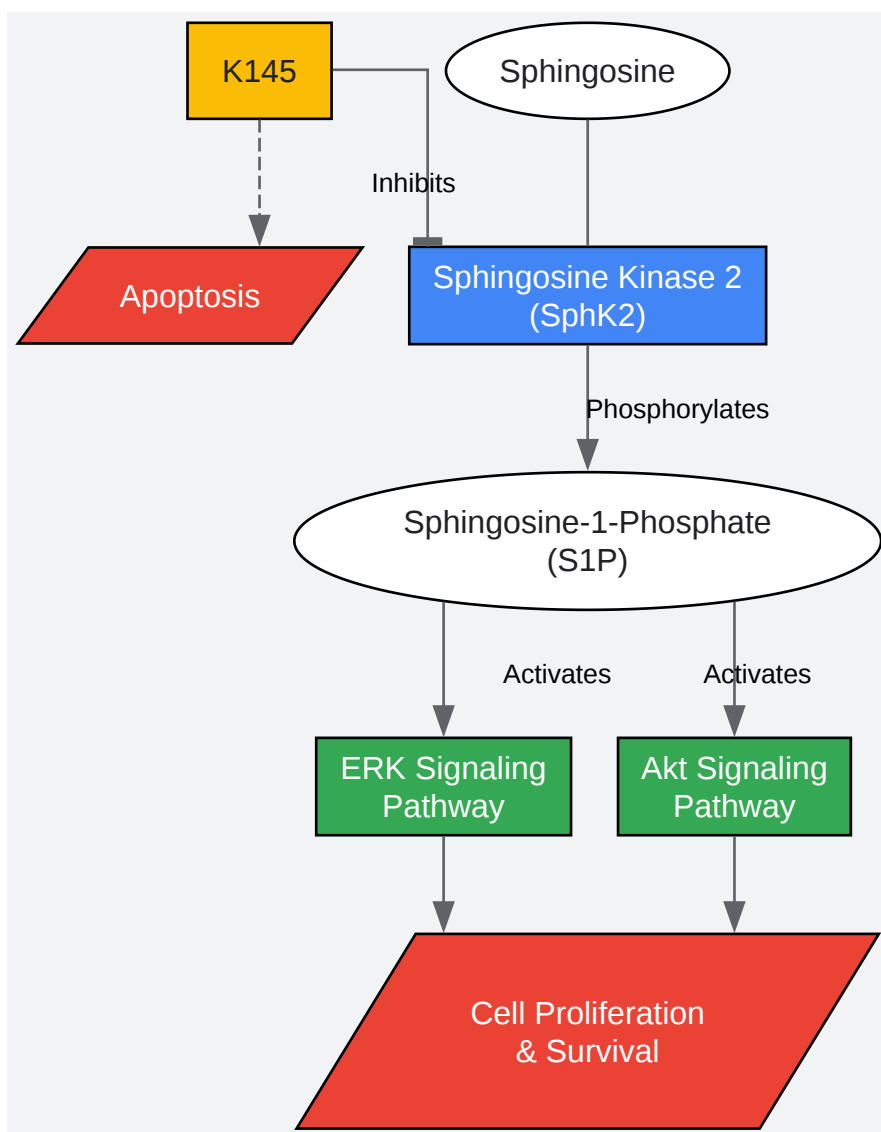 K145
Sphingosine
Inhibits
Apoptosis
Sphingosine Kinase 2
(SphK2)
Phosphorylates
Sphingosine-1-Phosphate
(S1P)
Activates
Activates
ERK Signaling
Pathway
Akt Signaling
Pathway
Cell Proliferation
& Survival